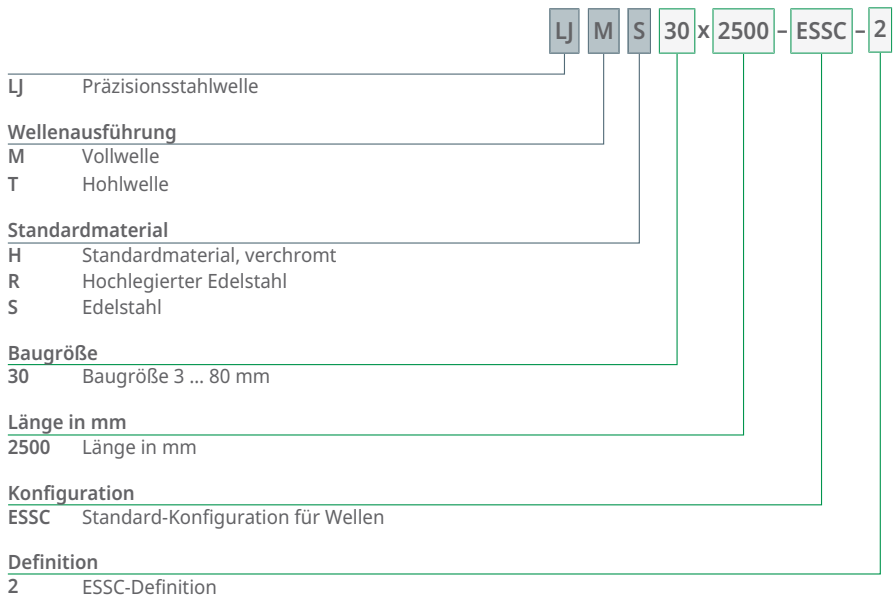 LJ M S 30 x 2500 – ESSC – 2
LJ Präzisionsstahlwelle
Wellenausführung
M Vollwelle
T Hohlwelle
Standardmaterial
H Standardmaterial, verchromt
R Hochlegierter Edelstahl
S Edelstahl
Baugröße
30 Baugröße 3 ... 80 mm
Länge in mm
2500 Länge in mm
Konfiguration
ESSC Standard-Konfiguration für Wellen
Definition
2 ESSC-Definition